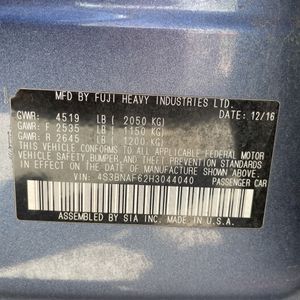 MFD BY FUJI HEAVY INDUSTRIES LTD. DATE: 12/16
GVWR: 4519 LB ( 2050 KG)
GAWR: F 2535 LB ( 1150 KG)
GAWR: R 2645 LB ( 1200 KG)
THIS VEHICLE CONFORMS TO ALL APPLICABLE FEDERAL MOTOR
VEHICLE SAFETY, BUMPER, AND THEFT PREVENTION STANDARDS
IN EFFECT ON THE DATE OF MANUFACTURE SHOWN ABOVE.
VIN: 4S3BNAF62H3044040 PASSENGER CAR
ASSEMBLED BY SIA INC. MADE IN U.S.A.